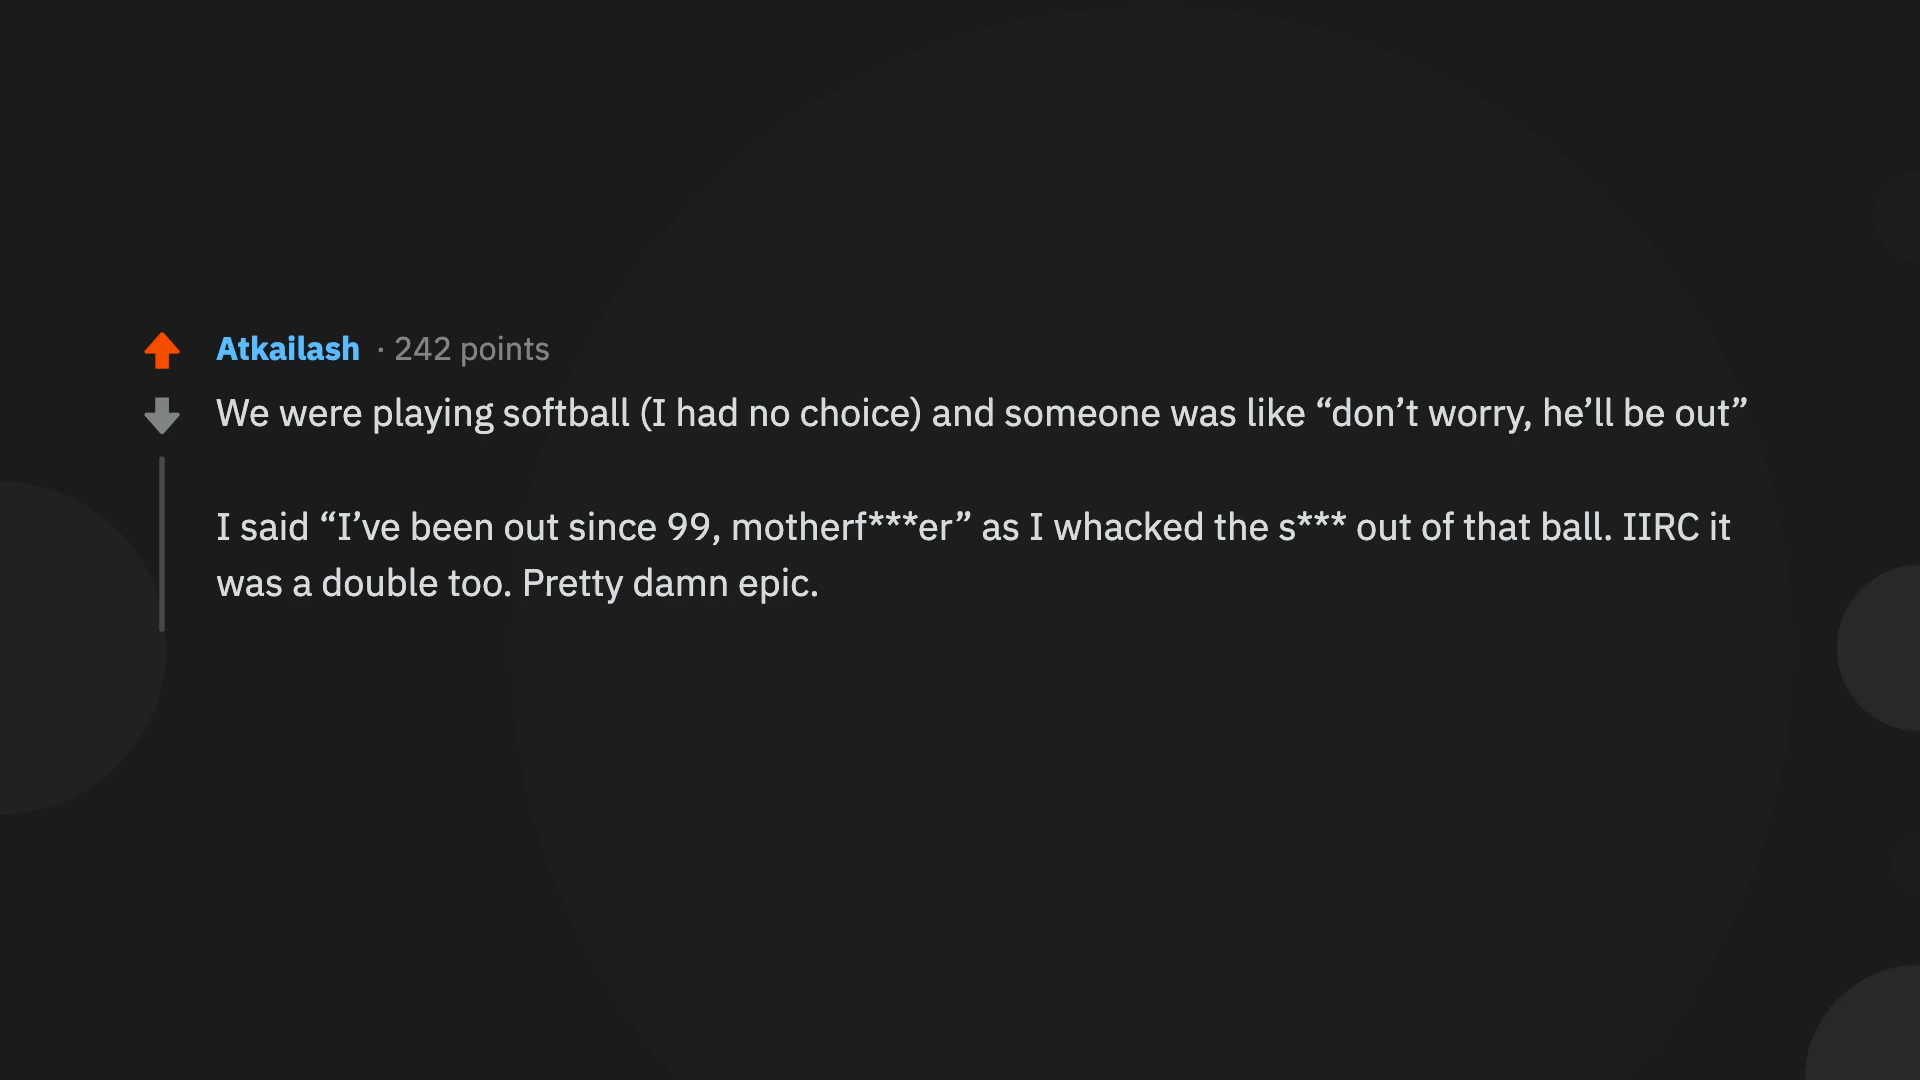 Atkailash · 242 points
We were playing softball (I had no choice) and someone was like “don’t worry, he’ll be out”
I said “I’ve been out since 99, motherf***er” as I whacked the s*** out of that ball. IIRC it
was a double too. Pretty damn epic.